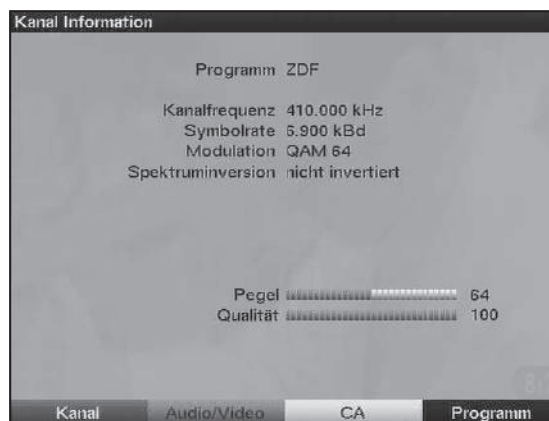 Kanal Information
Programm ZDF
Kanalfrequenz 410.000 kHz
Symbolrate 6.900 kBd
Modulation QAM 64
Spektruminversion nicht invertiert
Pegel 64
Qualität 100
Kanal Audio/Video CA Programm